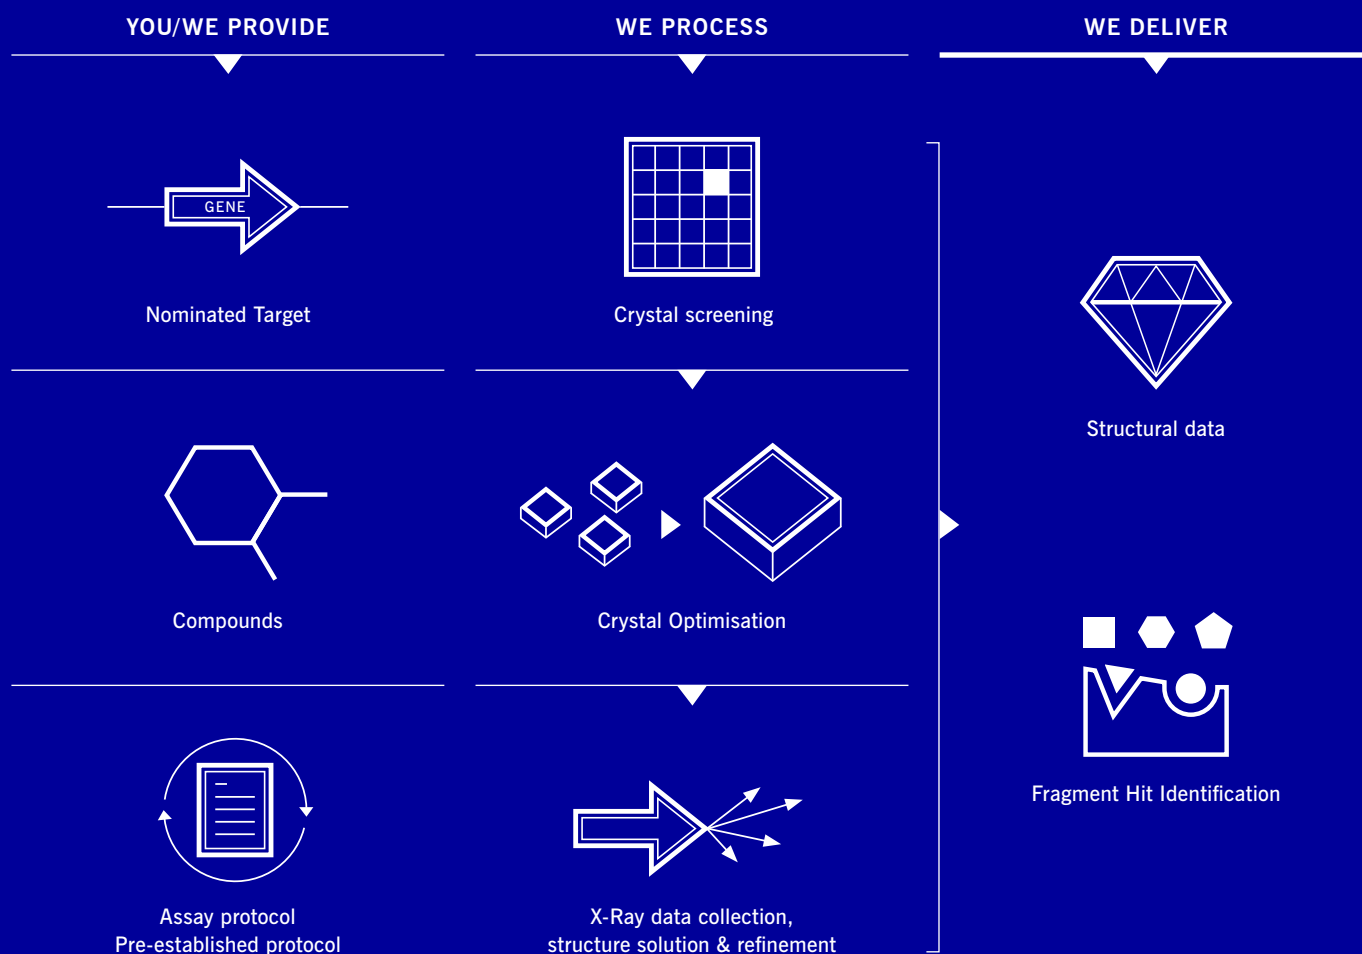 YOU/WE PROVIDE
WE PROCESS
WE DELIVER
GENE
Nominated Target
Crystal screening
Structural data
Compounds
Crystal Optimisation
Fragment Hit Identification
Assay protocol
Pre-established protocol
X-Ray data collection,
structure solution & refinement